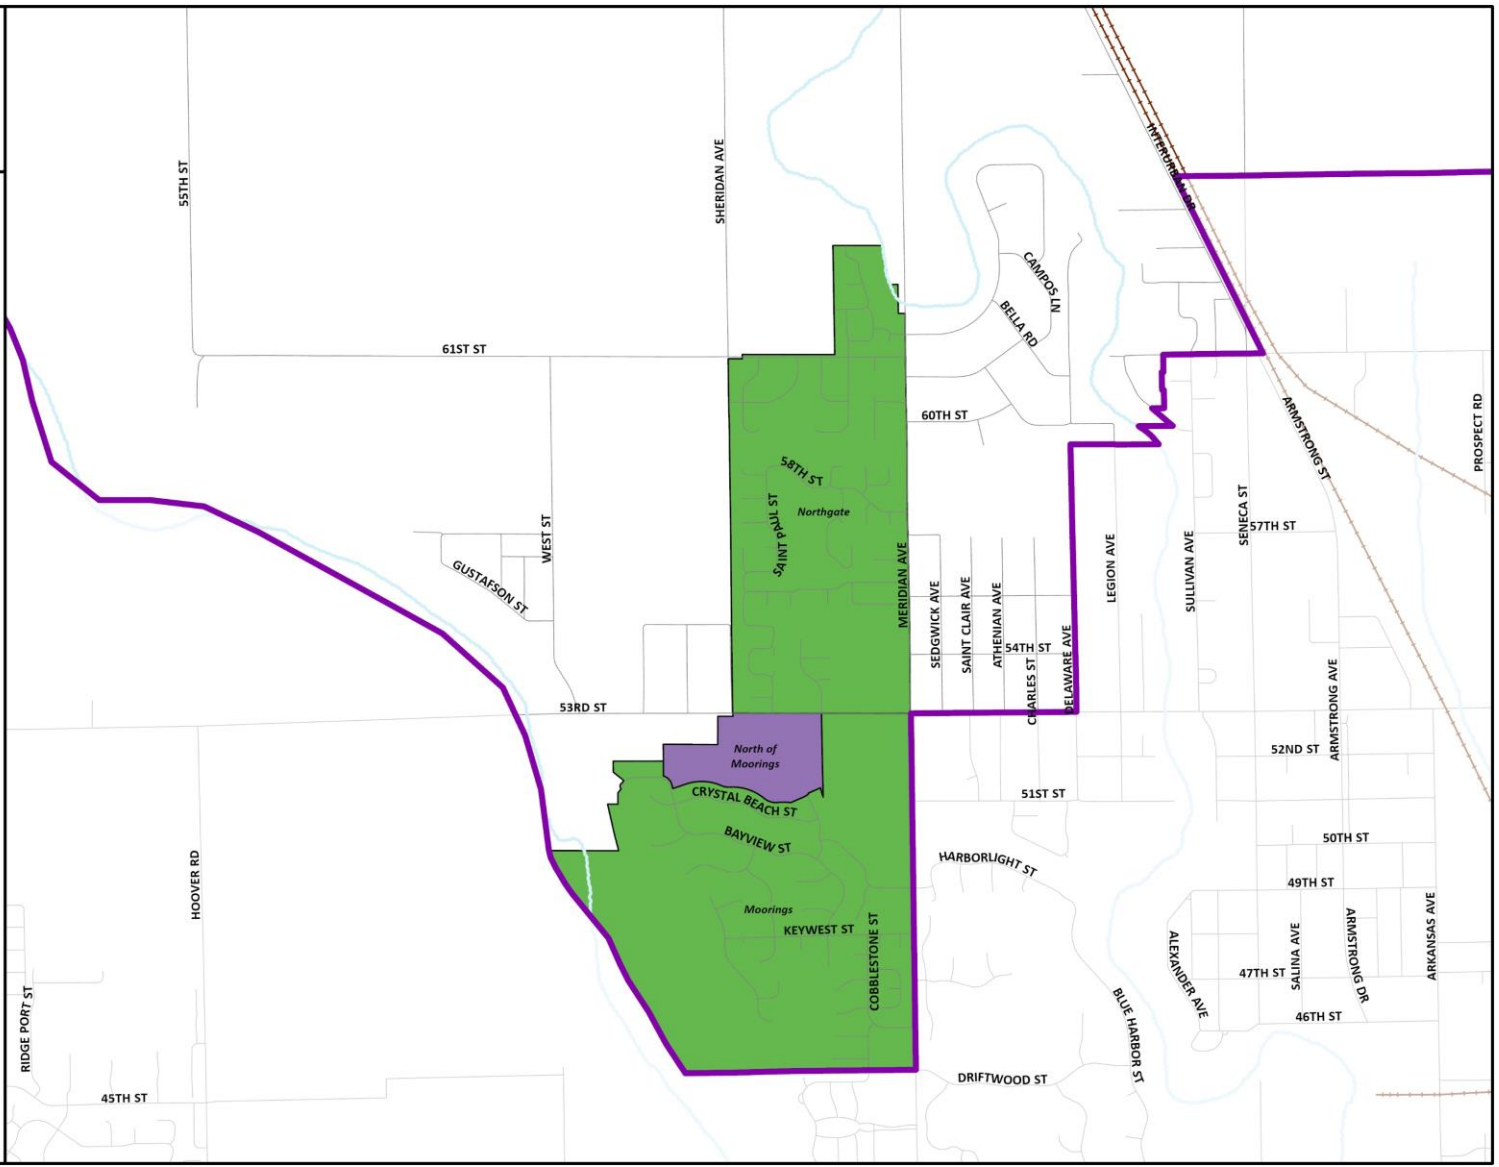 INTERURBAN DR
55TH ST
SHERIDAN AVE
CAMPOS LN
BELLA RD
61ST ST
60TH ST
ARMSTRONG ST
PROSPECT RD
58TH ST
Northgate
SAINT PAUL ST
WEST ST
GUSTAFSON ST
MERIDIAN AVE
SEDGWICK AVE
SAINT CLAIR AVE
ATHENIAN AVE
54TH ST
CHARLES ST
DELAWARE AVE
LEGION AVE
SULLIVAN AVE
SENECA ST
57TH ST
53RD ST
North of
Moorings
ARMSTRONG AVE
52ND ST
51ST ST
CRYSTAL BEACH ST
BAYVIEW ST
50TH ST
HARBORLIGHT ST
49TH ST
HOOVER RD
Moorings
KEYWEST ST
COBBLESTONE ST
ALEXANDER AVE
SALINA AVE
ARMSTRONG DR
ARKANSAS AVE
47TH ST
46TH ST
RIDGE PORT ST
BLUE HARBOR ST
DRIFTWOOD ST
45TH ST